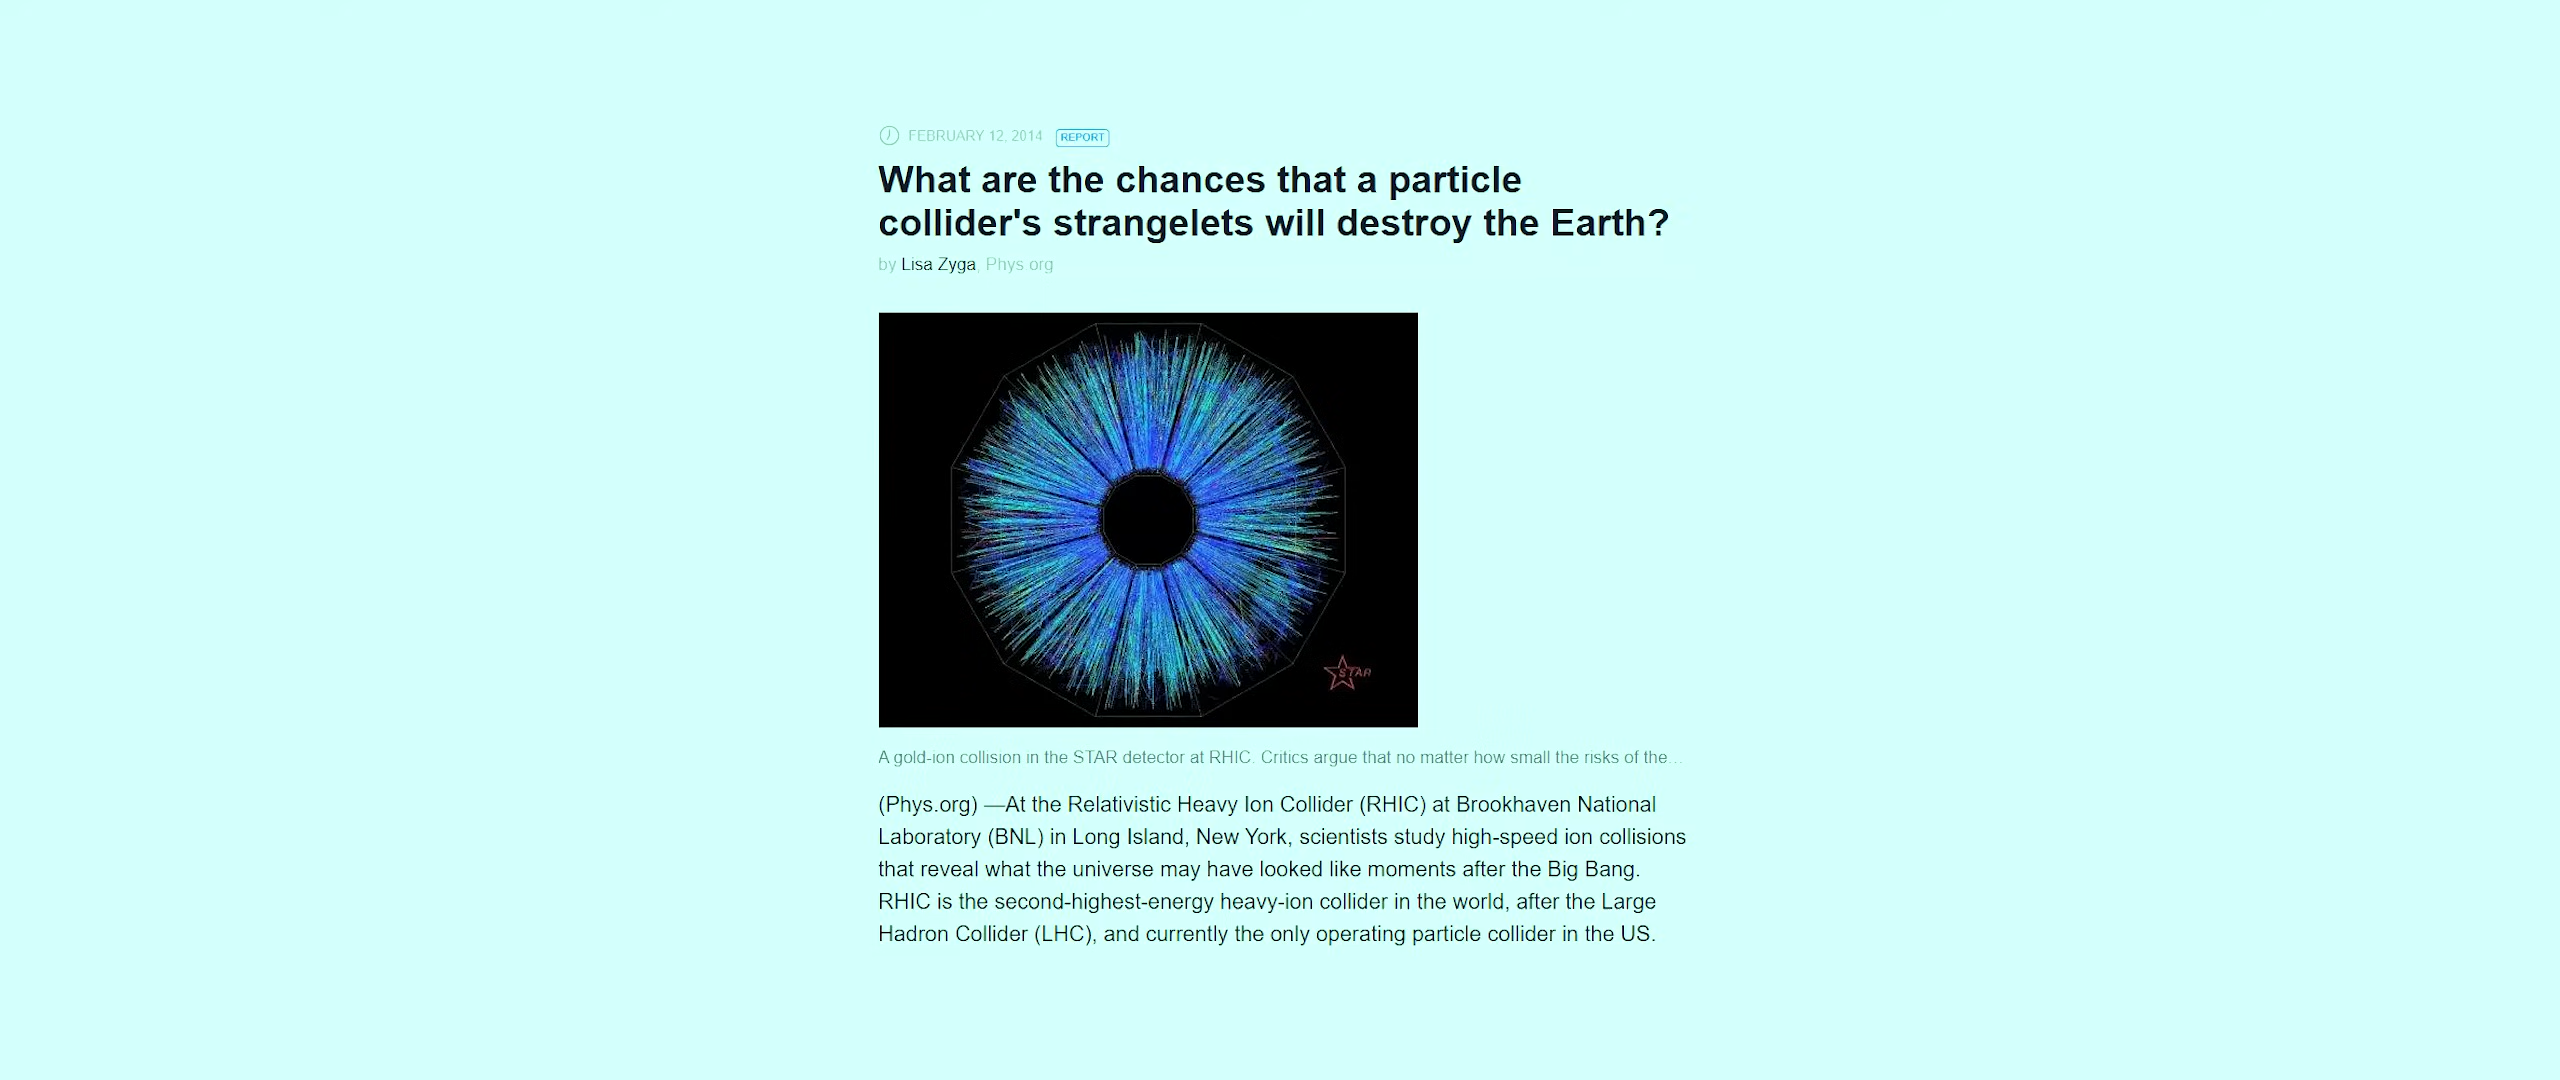 FEBRUARY 12, 2014 REPORT
What are the chances that a particle
collider's strangelets will destroy the Earth?
by Lisa Zyga, Phys org
STAR
A gold-ion collision in the STAR detector at RHIC. Critics argue that no matter how small the risks of the...
(Phys.org) —At the Relativistic Heavy Ion Collider (RHIC) at Brookhaven National
Laboratory (BNL) in Long Island, New York, scientists study high-speed ion collisions
that reveal what the universe may have looked like moments after the Big Bang.
RHIC is the second-highest-energy heavy-ion collider in the world, after the Large
Hadron Collider (LHC), and currently the only operating particle collider in the US.